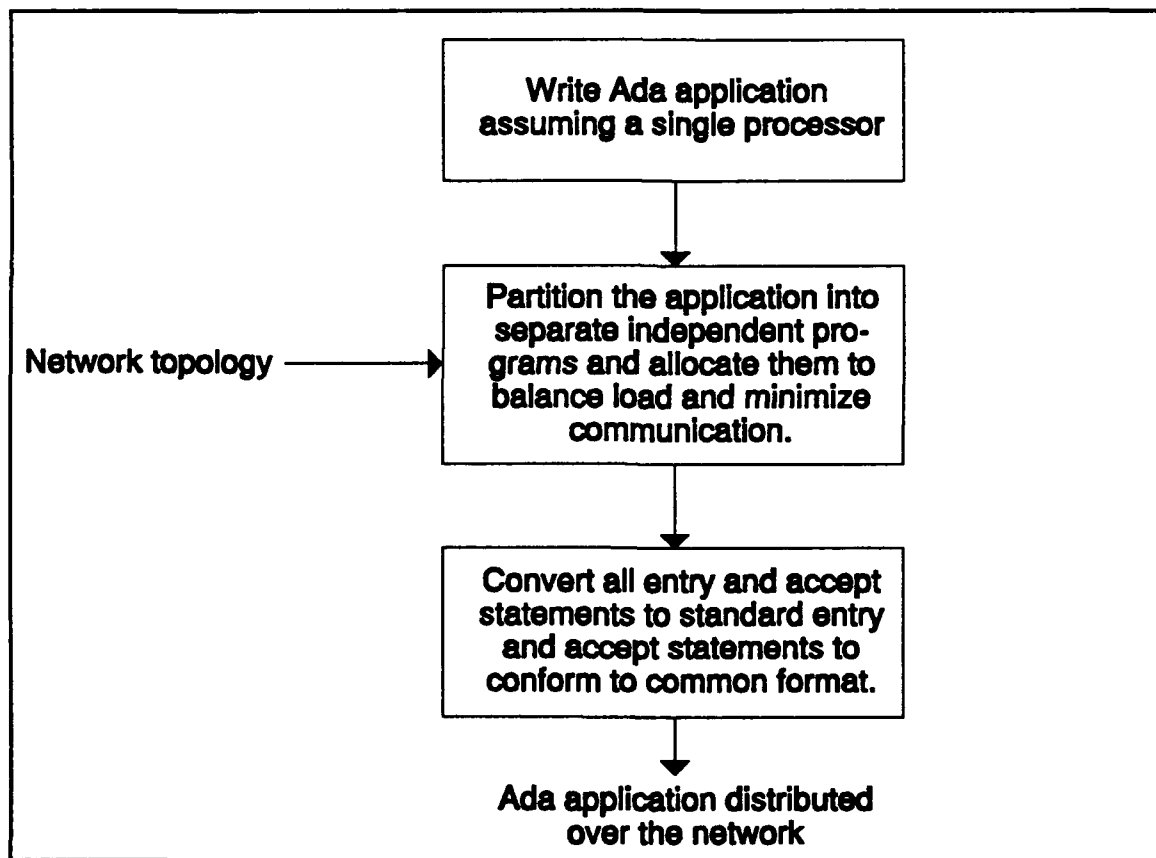 Write Ada application
assuming a single processor
Partition the application into
separate independent pro-
grams and allocate them to
balance load and minimize
communication.
Network topology
Convert all entry and accept
statements to standard entry
and accept statements to
conform to common format.
Ada application distributed
over the network